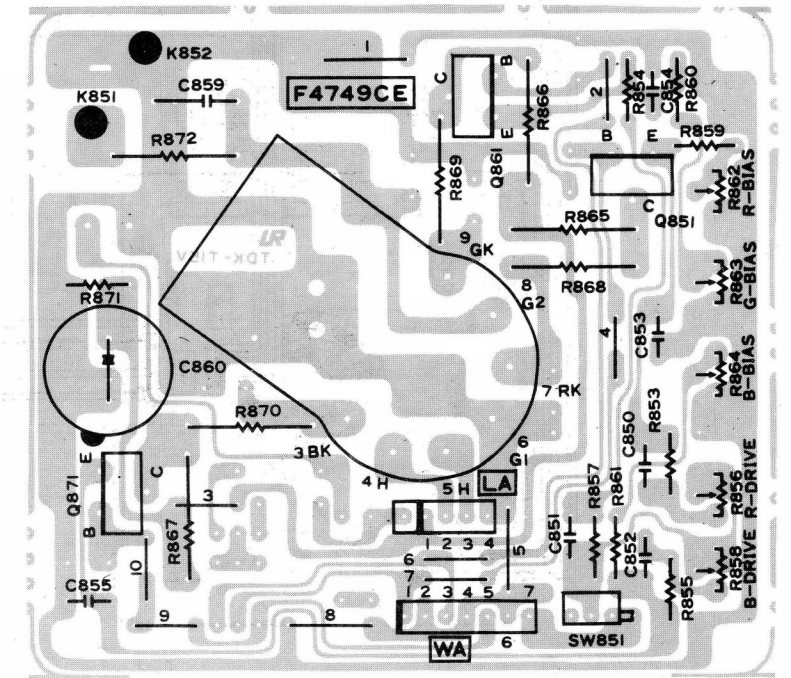 K852
1
C859
K851
F4749CE
C
B
E
R866
Q861
R869
2
R854
C854
R860
B
E
R859
R872
C
Q851
R862
R-BIAS
R865
9
GK
R868
8
G2
R863
G-BIAS
TDK-T15V
R871
C860
4
C853
R864
B-BIAS
7 RK
R870
R853
C850
3 BK
6
G1
E
C
Q871
B
4 H
5 H
LA
R857
R861
R856
R-DRIVE
3
R867
1 2 3 4
5
6
7
C851
C852
R858
B-DRIVE
R855
10
C855
1 2 3 4 5 7
9
8
6
WA
SW851